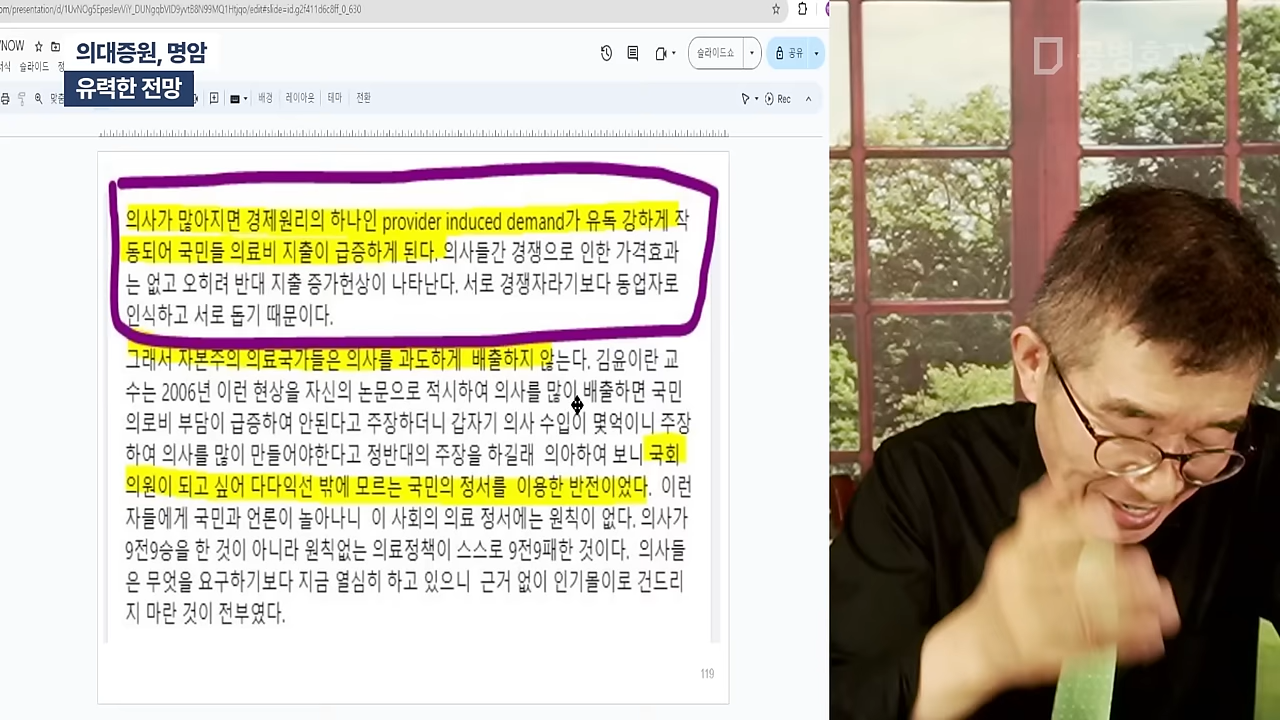 com/presentation/d/1UvNOg5EpeslevViY_DUNgqbVID9yvtB8N99MQ1Htjqo/edit#slide=id.g2f411d6c8ff_0_630
NOW
의대증원, 명암
유력한 전망
슬라이드
슬라이드쇼
공유
배경 레이아웃 테마 전환
Rec
의사가 많아지면 경제원리의 하나인 provider induced demand가 유독 강하게 작
동되어 국민들 의료비 지출이 급증하게 된다. 의사들간 경쟁으로 인한 가격효과
는 없고 오히려 반대 지출 증가현상이 나타난다. 서로 경쟁자라기보다 동업자로
인식하고 서로 돕기 때문이다.
그래서 자본주의 의료국가들은 의사를 과도하게 배출하지 않는다. 김윤이란 교
수는 2006년 이런 현상을 자신의 논문으로 적시하여 의사를 많이 배출하면 국민
의료비 부담이 급증하여 안된다고 주장하더니 갑자기 의사 수입이 몇억이니 주장
하여 의사를 많이 만들어야한다고 정반대의 주장을 하길래 의아하여 보니 국회
의원이 되고 싶어 다다익선 밖에 모르는 국민의 정서를 이용한 반전이었다. 이런
자들에게 국민과 언론이 놀아나니 이 사회의 의료 정서에는 원칙이 없다. 의사가
9전9승을 한 것이 아니라 원칙없는 의료정책이 스스로 9전9패한 것이다. 의사들
은 무엇을 요구하기보다 지금 열심히 하고 있으니 근거 없이 인기몰이로 건드리
지 마란 것이 전부였다.
119
공병호TV